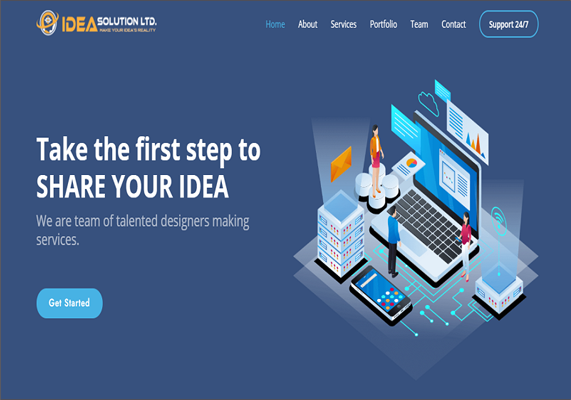 IDEA SOLUTION LTD.
MAKE YOUR IDEA'S REALITY
Home About Services Portfolio Team Contact Support 24/7
Take the first step to
SHARE YOUR IDEA
We are team of talented designers making
services.
Get Started